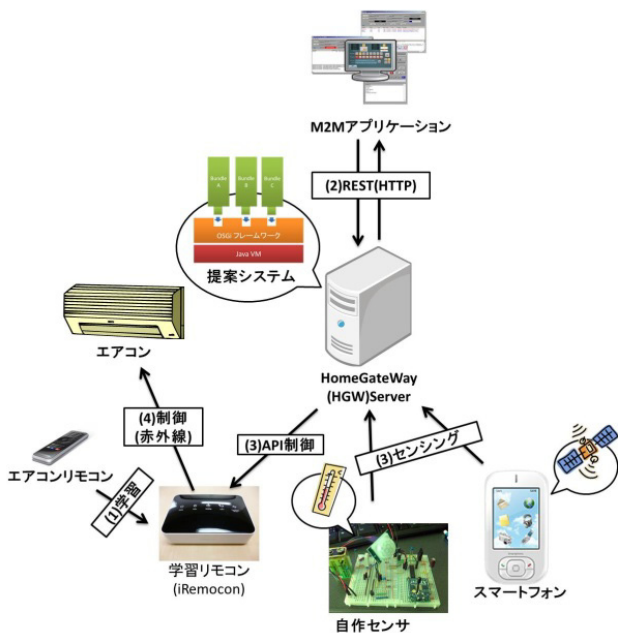 M2Mアプリケーション
(2)REST(HTTP)
Bundle A
Bundle B
Bundle C
OSGi フレームワーク
Java VM
提案システム
エアコン
HomeGateWay
(HGW)Server
(4)制御
(赤外線)
(3)API制御
(3)センシング
エアコンリモコン
(1)学習
学習リモコン
(iRemocon)
自作センサ
スマートフォン